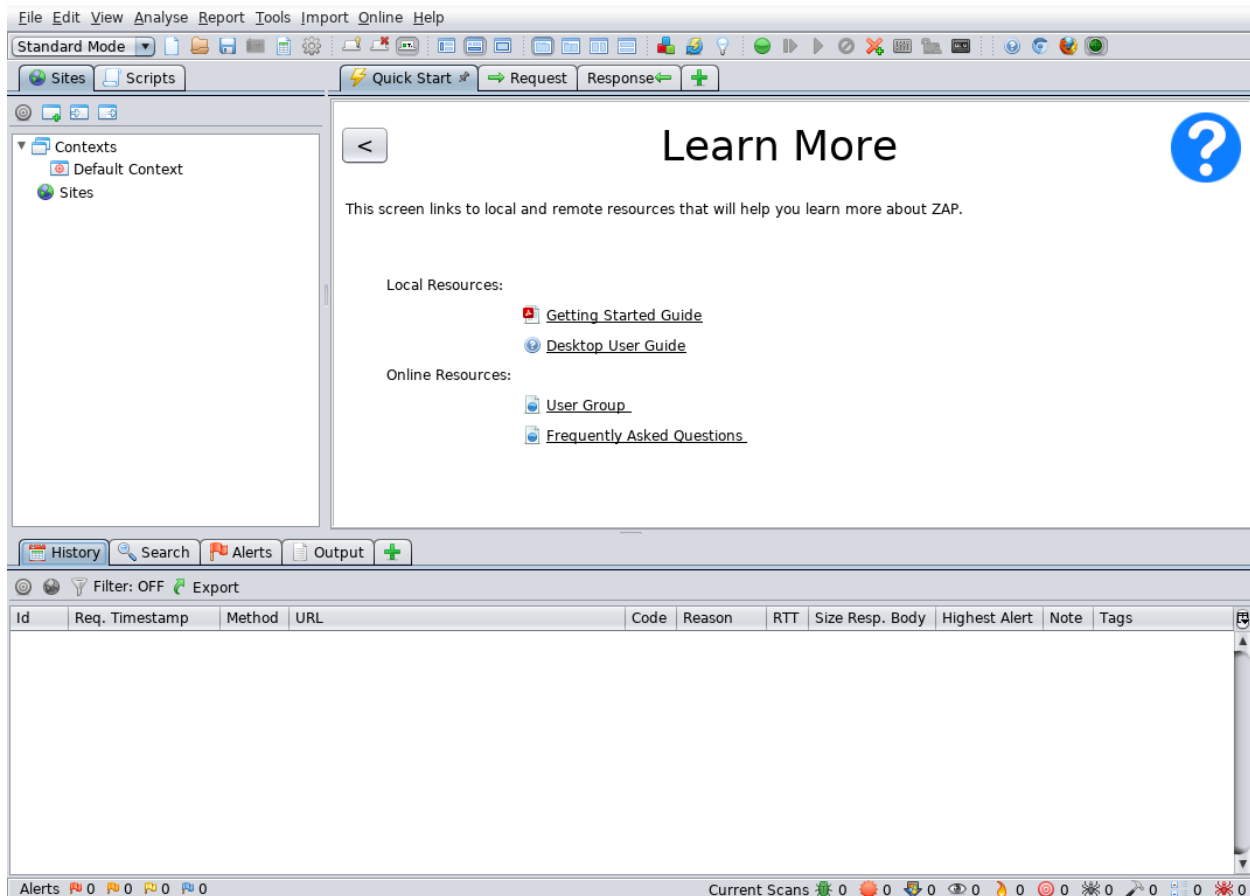 File Edit View Analyse Report Tools Import Online Help
Standard Mode
Sites Scripts
Quick Start Request Response
Contexts
Default Context
Sites
<
Learn More
?
This screen links to local and remote resources that will help you learn more about ZAP.
Local Resources:
Getting Started Guide
Desktop User Guide
Online Resources:
User Group
Frequently Asked Questions
History Search Alerts Output
Filter: OFF Export
Id Req. Timestamp Method URL Code Reason RTT Size Resp. Body Highest Alert Note Tags
Alerts 0 0 0 0 Current Scans 0 0 0 0 0 0 0 0 0 0